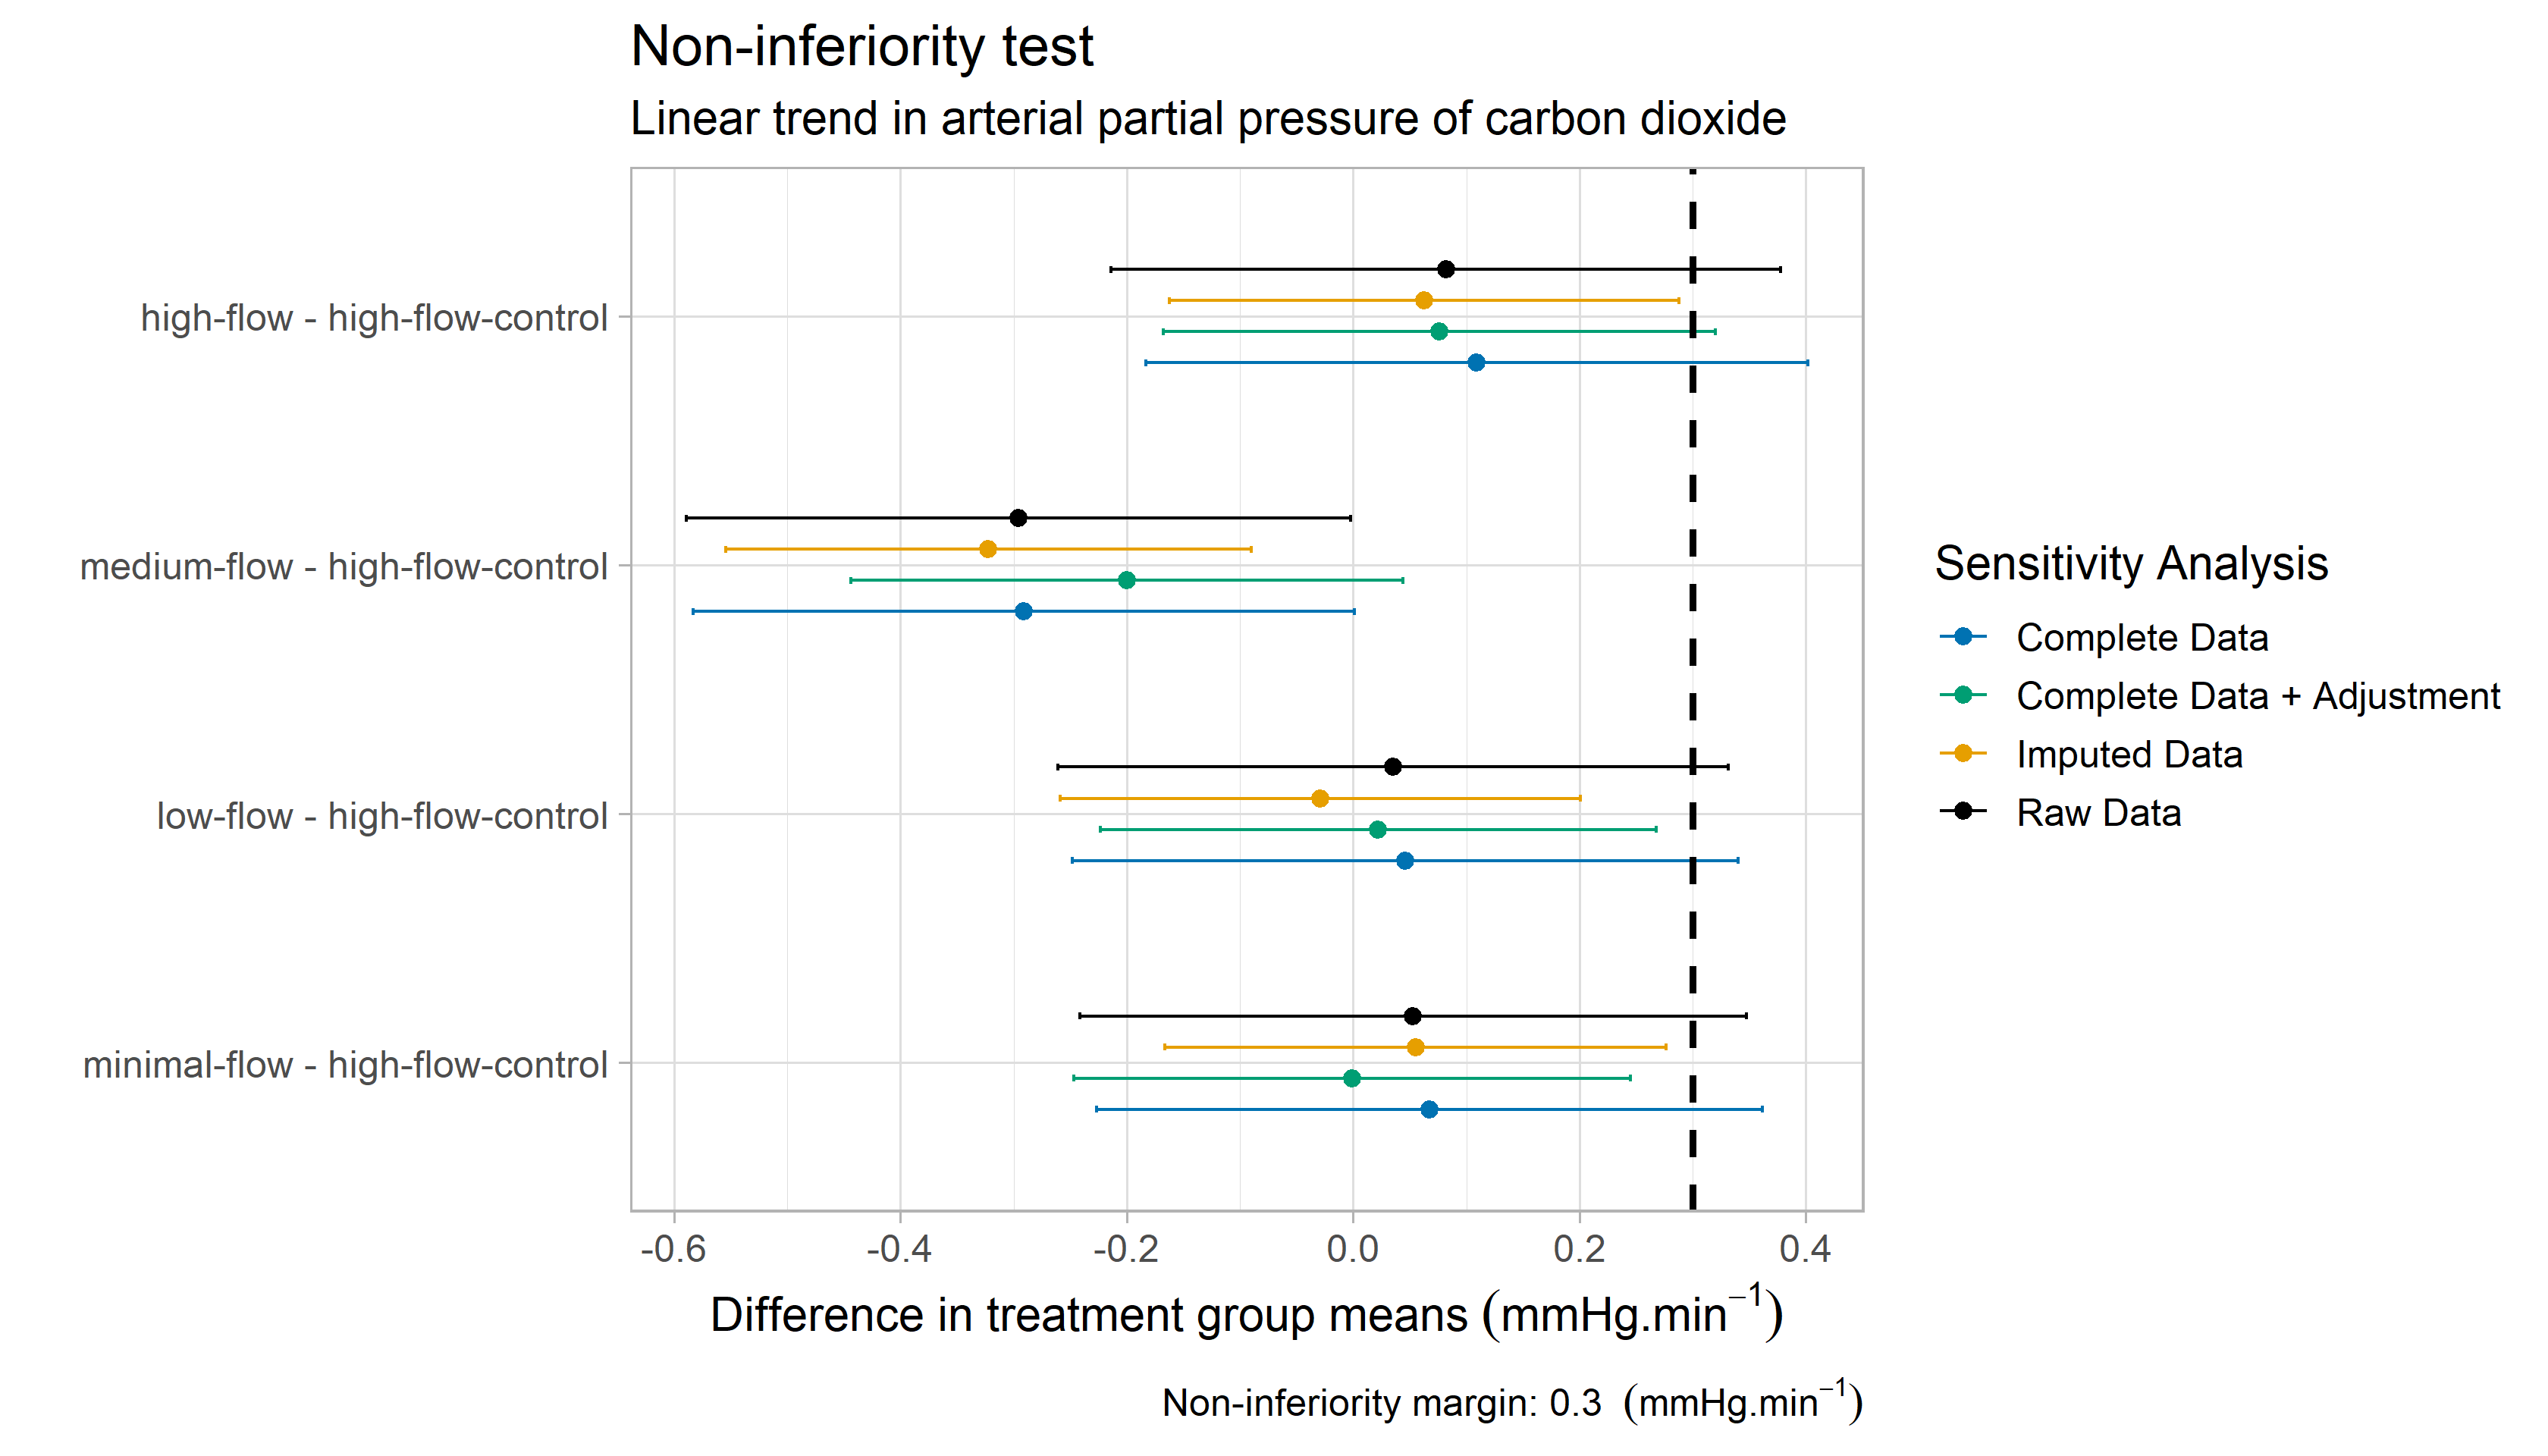 Non-inferiority test
Linear trend in arterial partial pressure of carbon dioxide
high-flow - high-flow-control
medium-flow - high-flow-control
low-flow - high-flow-control
minimal-flow - high-flow-control
-0.6
-0.4
-0.2
0.0
0.2
0.4
Difference in treatment group means (mmHg.min⁻¹)
Non-inferiority margin: 0.3 (mmHg.min⁻¹)
Sensitivity Analysis
Complete Data
Complete Data + Adjustment
Imputed Data
Raw Data